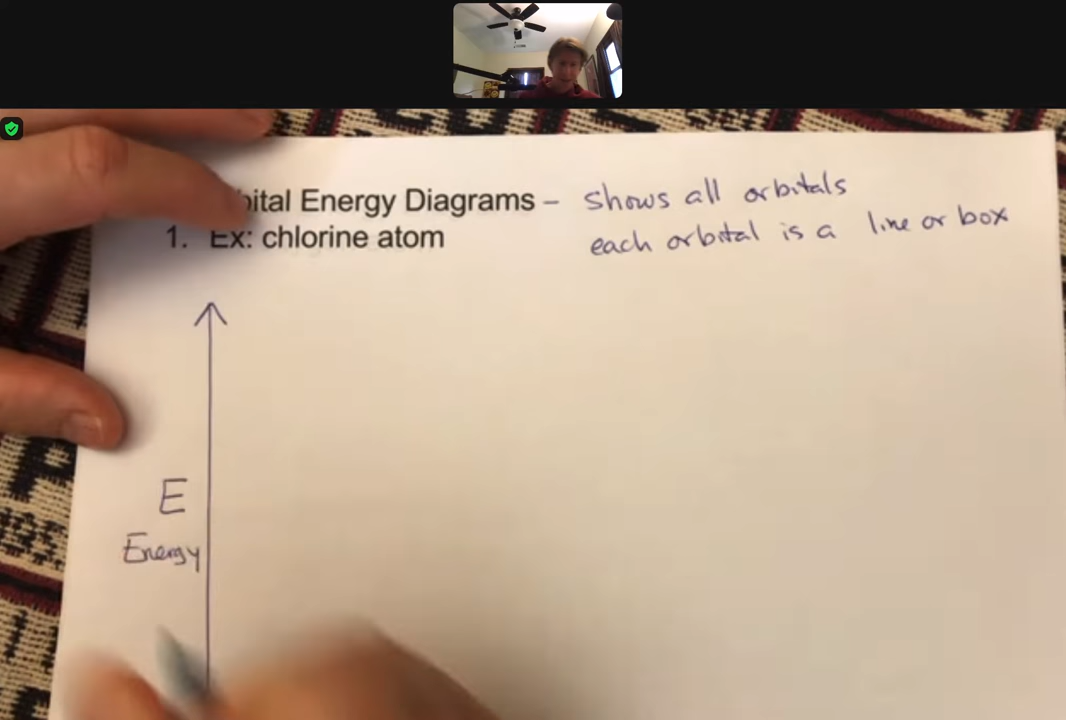 bital Energy Diagrams – shows all orbitals
1. Ex: chlorine atom each orbital is a line or box
E
Energy